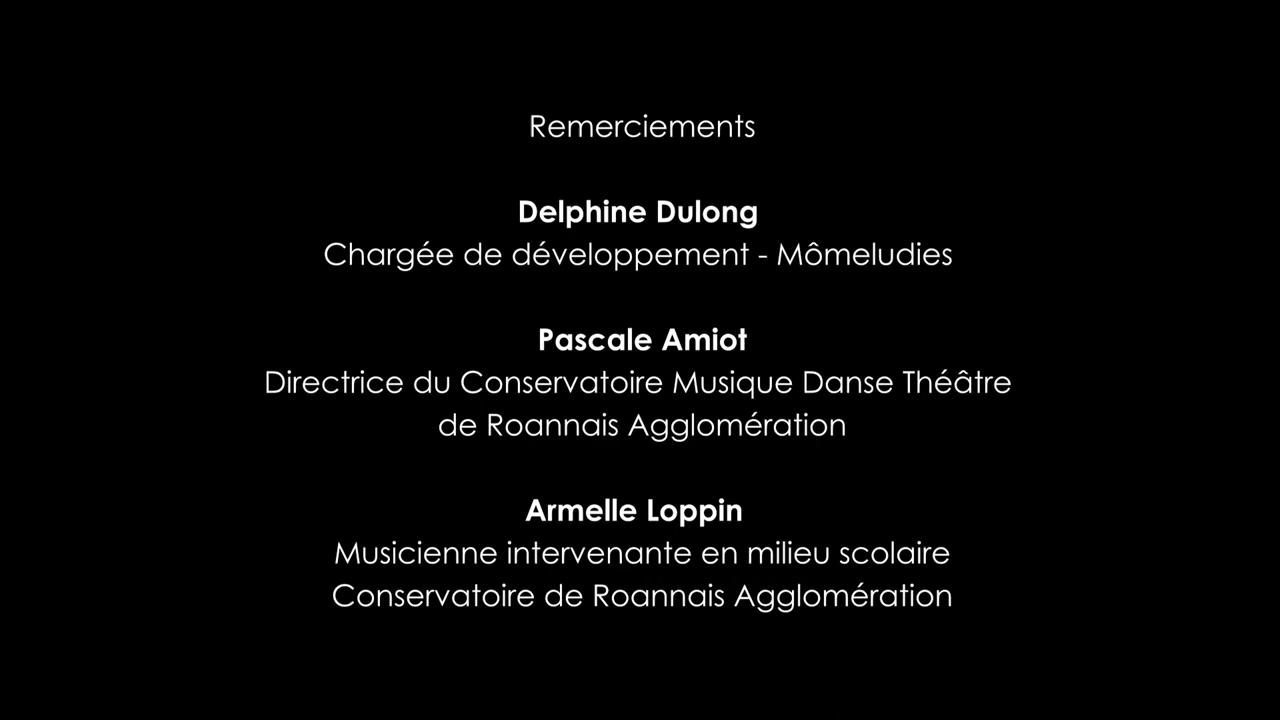 Remerciements
Delphine Dulong
Chargée de développement - Mômeludies
Pascale Amiot
Directrice du Conservatoire Musique Danse Théâtre
de Roannais Agglomération
Armelle Loppin
Musicienne intervenante en milieu scolaire
Conservatoire de Roannais Agglomération